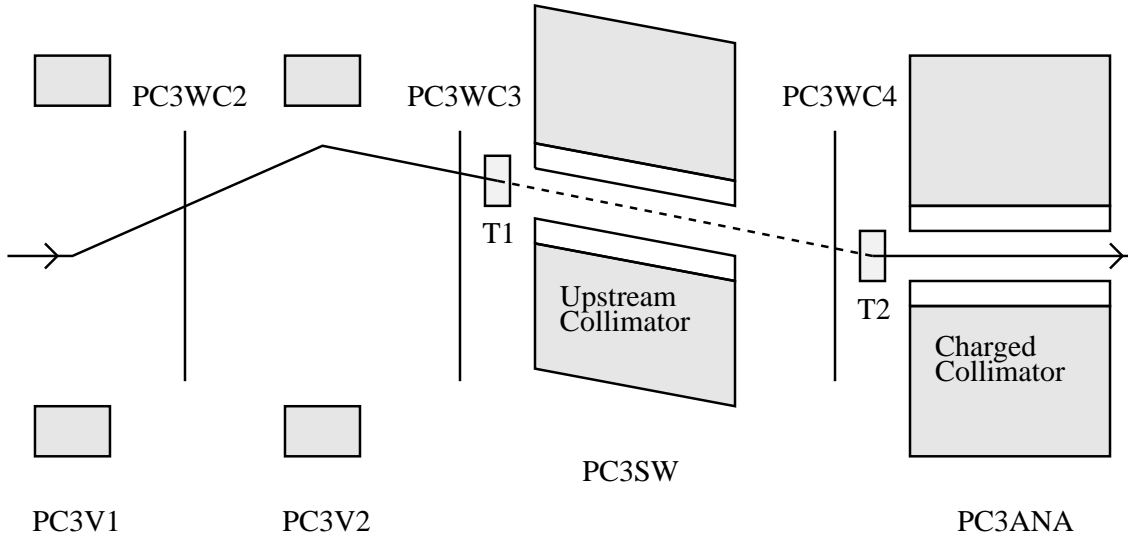 PC3WC2
PC3WC3
PC3WC4
T1
T2
Upstream
Collimator
Charged
Collimator
PC3SW
PC3V1
PC3V2
PC3ANA